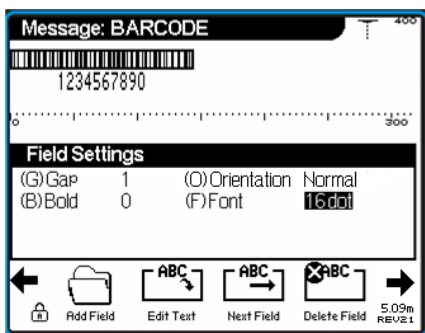 Message: BARCODE
400
1234567890
0
300
Field Settings
(G)Gap 1 (O)Orientation Normal
(B)Bold 0 (F)Font 16dot
ABC ABC ABC
Add Field Edit Text Next Field Delete Field 5.09m
REV21